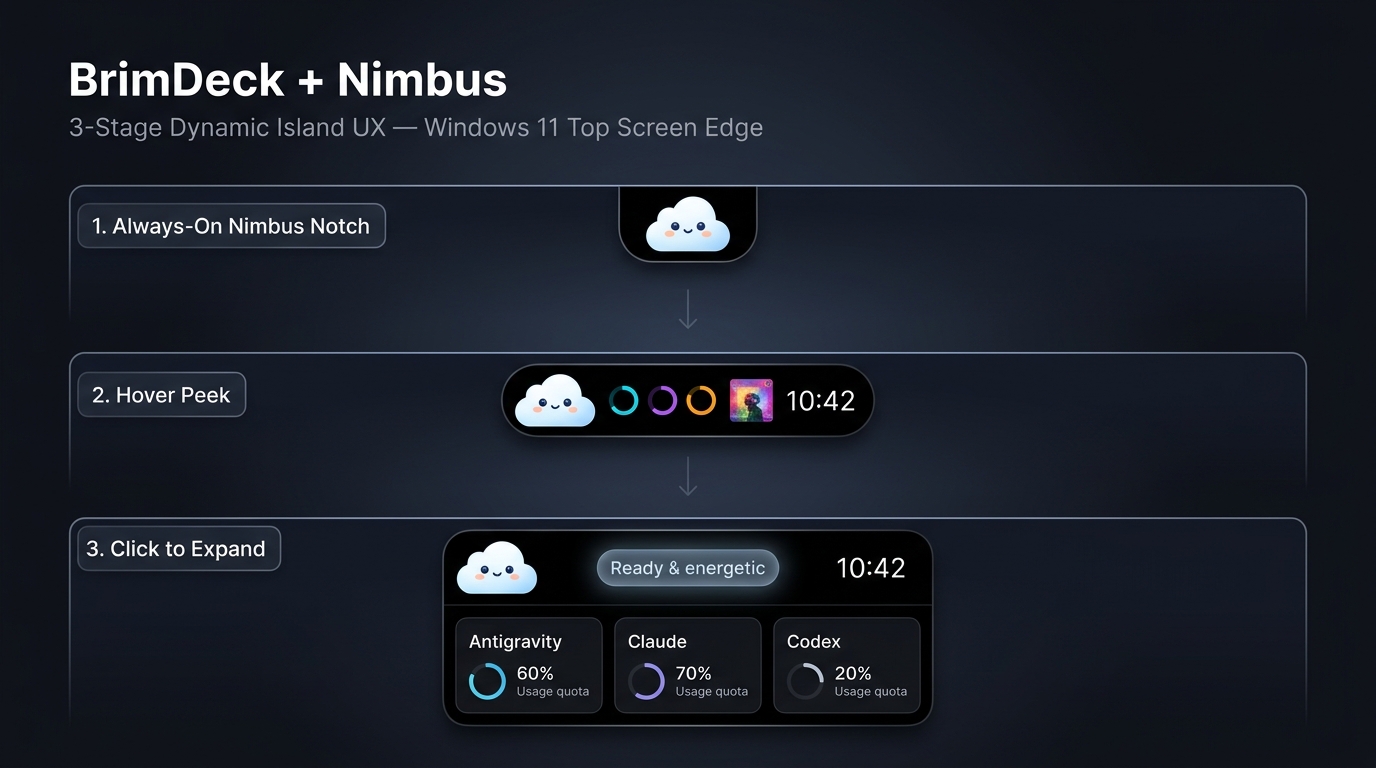 BrimDeck + Nimbus
3-Stage Dynamic Island UX — Windows 11 Top Screen Edge
1. Always-On Nimbus Notch
2. Hover Peek
10:42
3. Click to Expand
Ready & energetic
10:42
Antigravity
60%
Usage quota
Claude
70%
Usage quota
Codex
20%
Usage quota